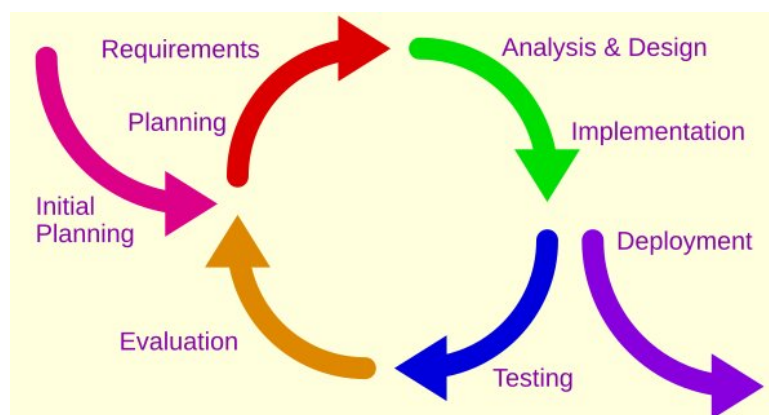 Requirements
Analysis & Design
Planning
Implementation
Initial
Planning
Deployment
Evaluation
Testing